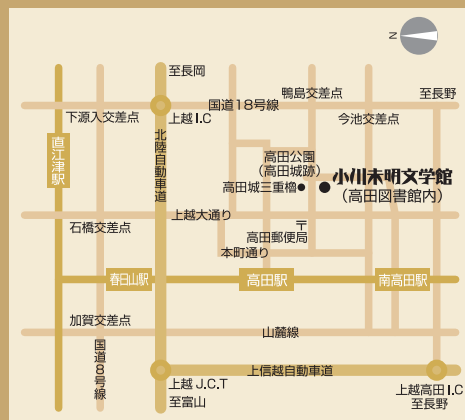 N
至長岡
鴨島交差点
至長野
国道18号線
下源入交差点
上越I.C
今池交差点
直江津駅
北陸自動車道
高田公園
(高田城跡)
小川未明文学館
高田城三重櫓
(高田図書館内)
上越大通り
石橋交差点
〒
高田郵便局
本町通り
春日山駅
高田駅
南高田駅
加賀交差点
山麓線
国道8号線
上信越自動車道
上越J.C.T
上越高田I.C
至富山
至長野